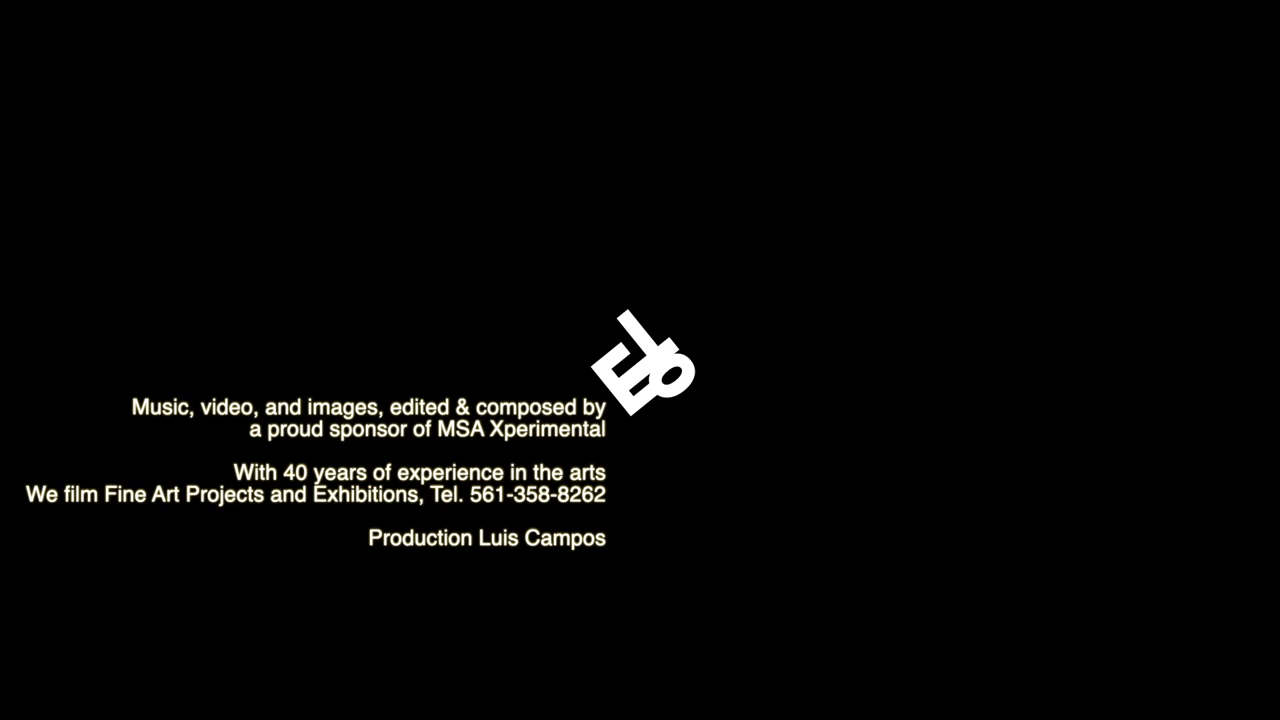 Music, video, and images, edited & composed by
a proud sponsor of MSA Xperimental
With 40 years of experience in the arts
We film Fine Art Projects and Exhibitions, Tel. 561-358-8262
Production Luis Campos